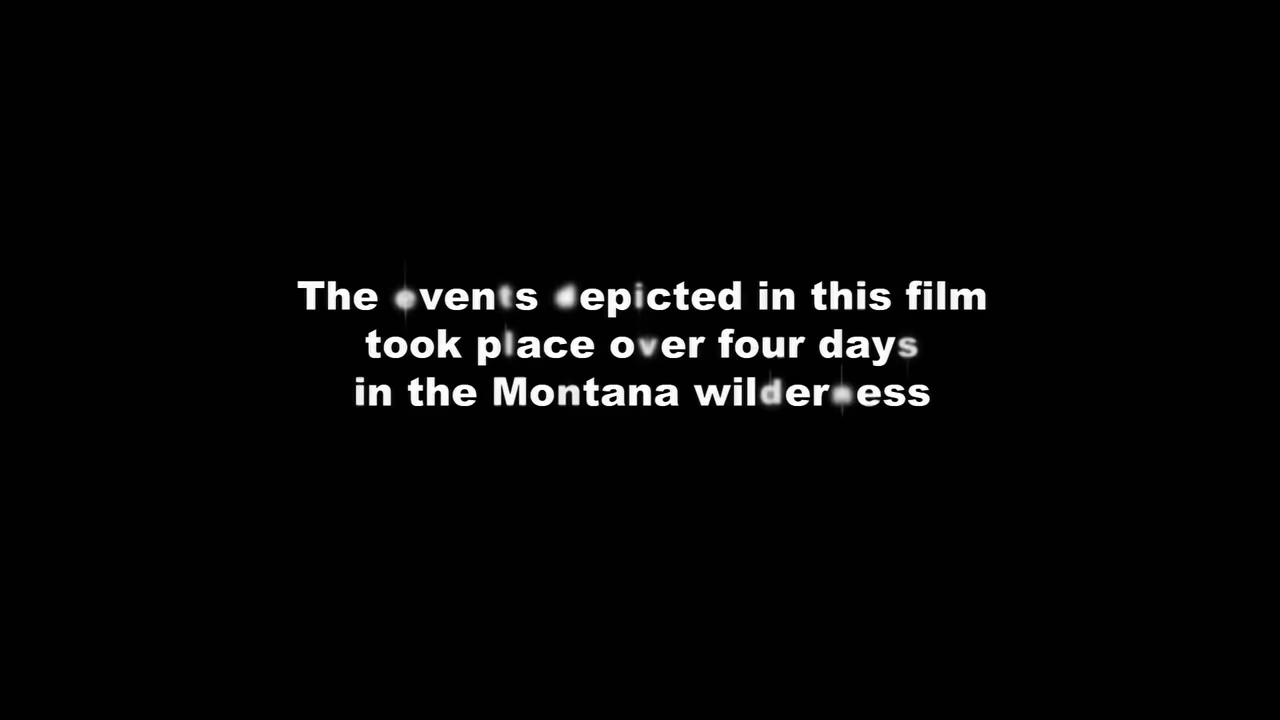 The events depicted in this film
took place over four days
in the Montana wilderness